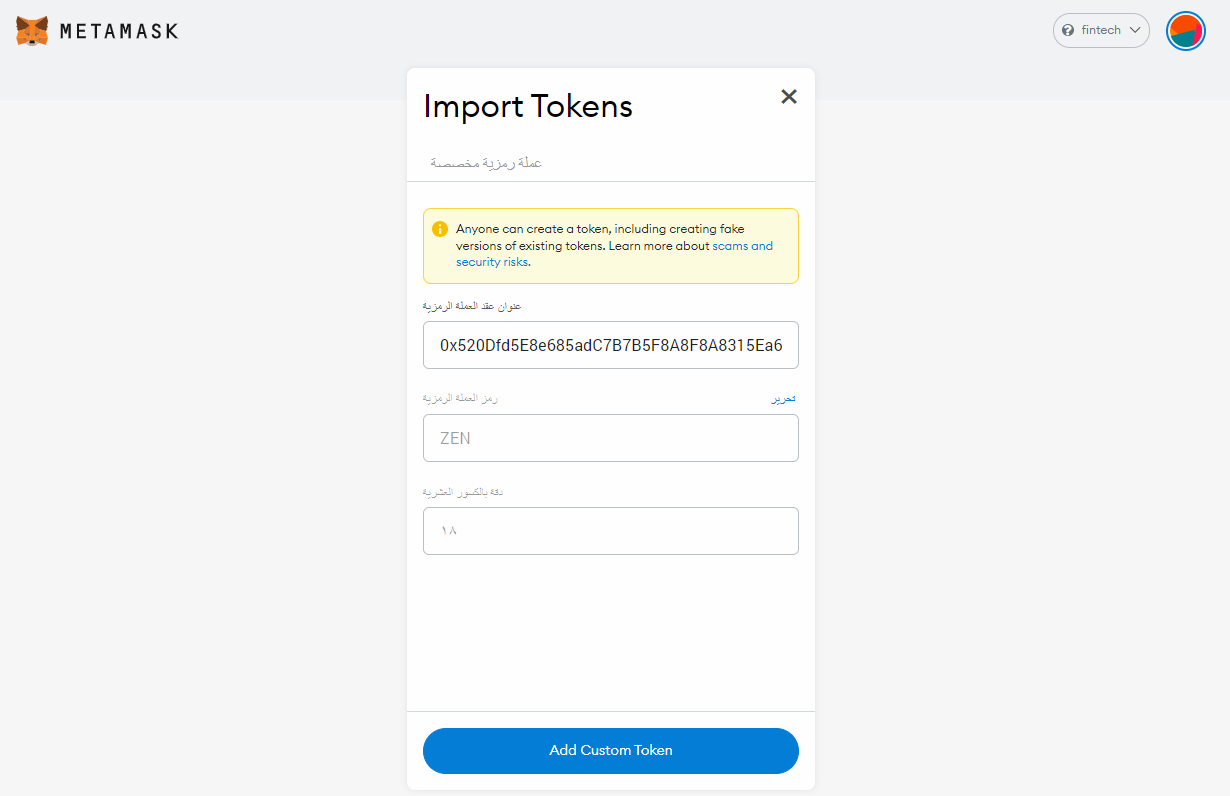 METAMASK
fintech
Import Tokens
عملة رمزية مخصصة
Anyone can create a token, including creating fake
versions of existing tokens. Learn more about scams and
security risks.
عنوان عقد العملة الرمزية
0x520Dfd5E8e685adC7B7B5F8A8F8A8315Ea6
رمز العملة الرمزية
تحرير
ZEN
دقة بالكسور العشرية
١٨
Add Custom Token